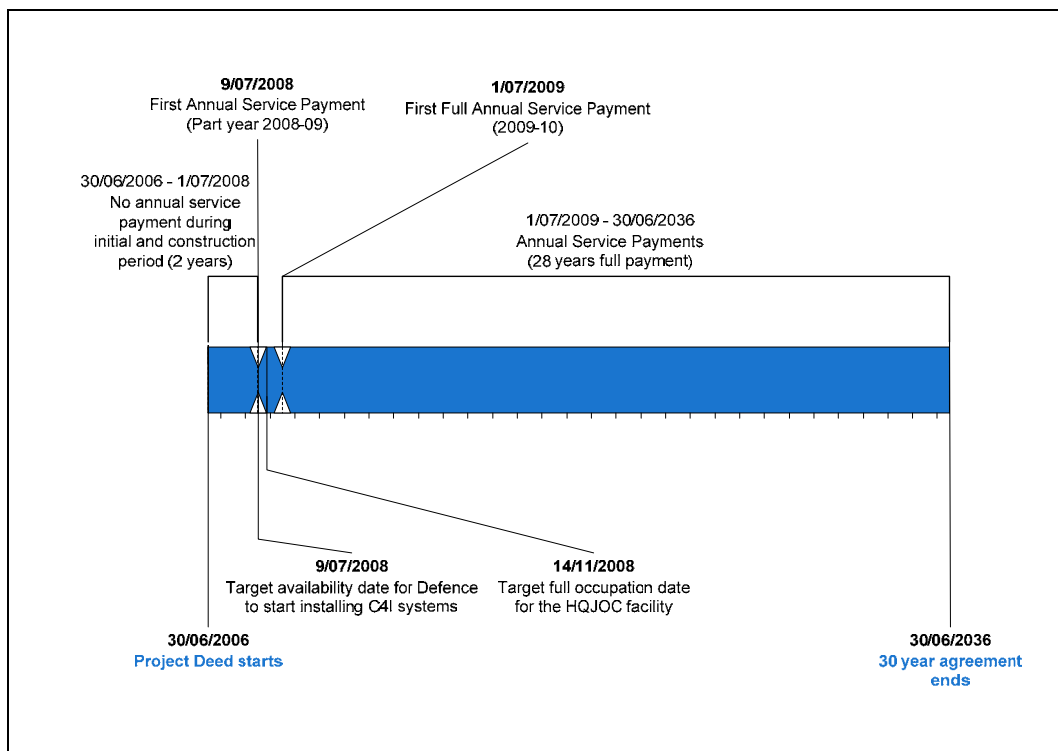 9/07/2008
First Annual Service Payment
(Part year 2008-09)
1/07/2009
First Full Annual Service Payment
(2009-10)
30/06/2006 - 1/07/2008
No annual service
payment during
initial and construction
period (2 years)
1/07/2009 - 30/06/2036
Annual Service Payments
(28 years full payment)
9/07/2008
Target availability date for Defence
to start installing C4I systems
14/11/2008
Target full occupation date
for the HQJOC facility
30/06/2006
Project Deed starts
30/06/2036
30 year agreement
ends